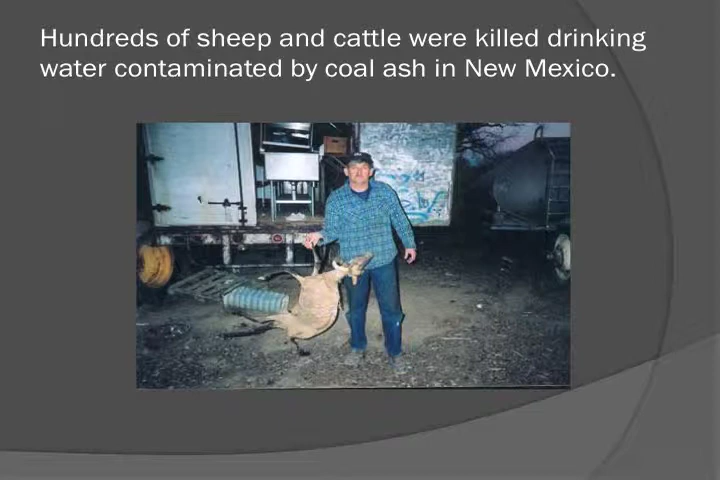 Hundreds of sheep and cattle were killed drinking
water contaminated by coal ash in New Mexico.